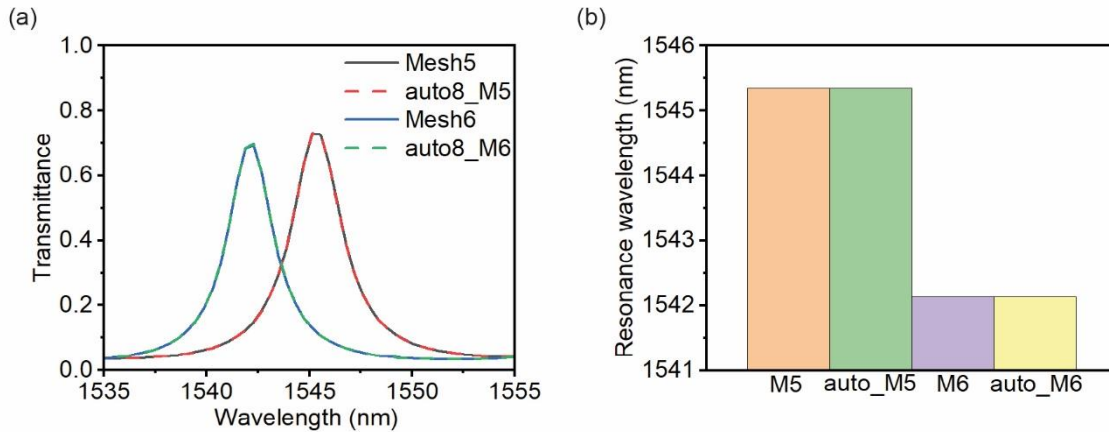 (a)
1.0
0.8
0.6
0.4
0.2
0.0
Transmittance
Mesh5
auto8_M5
Mesh6
auto8_M6
1535
1540
1545
1550
1555
Wavelength (nm)
(b)
1546
1545
1544
1543
1542
1541
Resonance wavelength (nm)
M5
auto_M5
M6
auto_M6